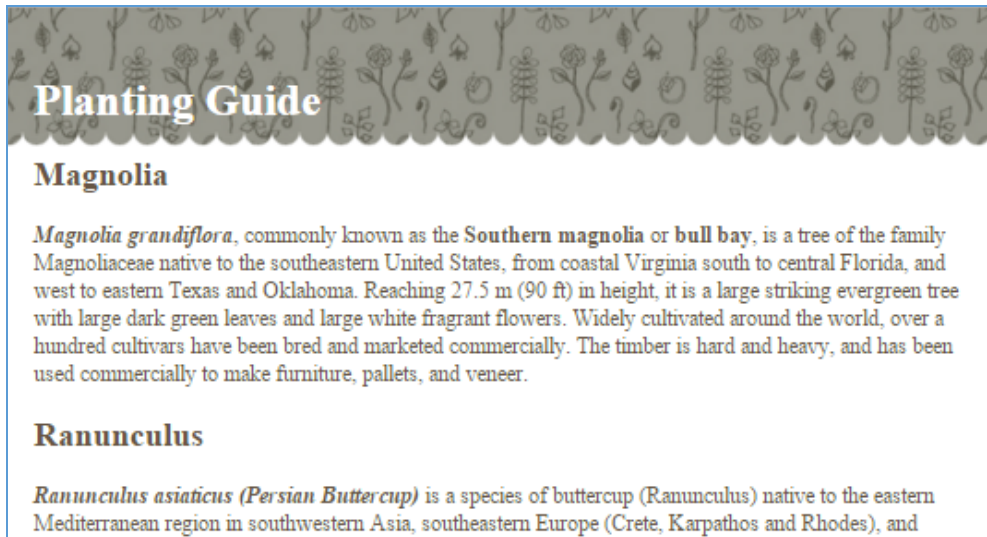 Planting Guide
Magnolia
Magnolia grandiflora, commonly known as the Southern magnolia or bull bay, is a tree of the family
Magnoliaceae native to the southeastern United States, from coastal Virginia south to central Florida, and
west to eastern Texas and Oklahoma. Reaching 27.5 m (90 ft) in height, it is a large striking evergreen tree
with large dark green leaves and large white fragrant flowers. Widely cultivated around the world, over a
hundred cultivars have been bred and marketed commercially. The timber is hard and heavy, and has been
used commercially to make furniture, pallets, and veneer.
Ranunculus
Ranunculus asiaticus (Persian Buttercup) is a species of buttercup (Ranunculus) native to the eastern
Mediterranean region in southwestern Asia, southeastern Europe (Crete, Karpathos and Rhodes), and